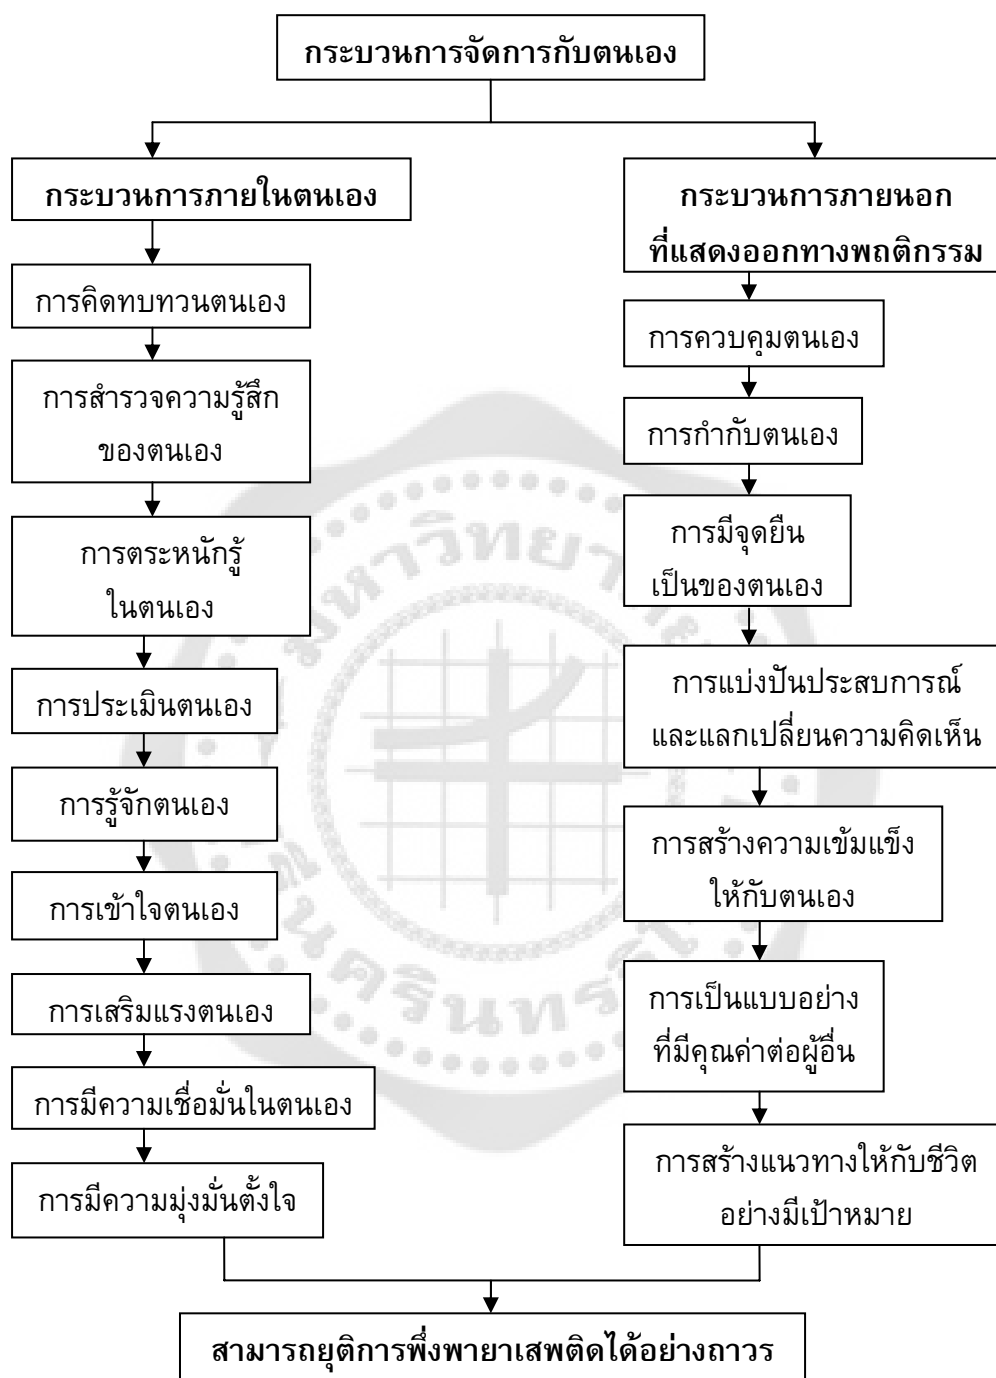 กระบวนการจัดการกับตนเอง
กระบวนการภายในตนเอง
การคิดทบทวนตนเอง
การสำรวจความรู้สึก
ของตนเอง
การตระหนักรู้
ในตนเอง
การประเมินตนเอง
การรู้จักตนเอง
การเข้าใจตนเอง
การเสริมแรงตนเอง
การมีความเชื่อมั่นในตนเอง
การมีความมุ่งมั่นตั้งใจ
กระบวนการภายนอก
ที่แสดงออกทางพฤติกรรม
การควบคุมตนเอง
การกำกับตนเอง
การมีจุดยืน
เป็นของตนเอง
การแบ่งปันประสบการณ์
และแลกเปลี่ยนความคิดเห็น
การสร้างความเข้มแข็ง
ให้กับตนเอง
การเป็นแบบอย่าง
ที่มีคุณค่าต่อผู้อื่น
การสร้างแนวทางให้กับชีวิต
อย่างมีเป้าหมาย
สามารถยุติการพึ่งพายาเสพติดได้อย่างถาวร